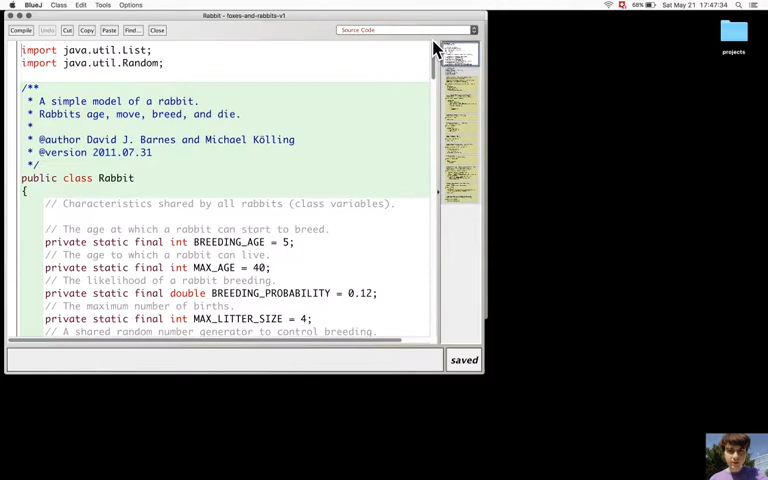 BlueJ Class Edit Tools Options
68% Sat May 21 17:47:34
Rabbit - foxes-and-rabbits-v1
Compile Undo Cut Copy Paste Find... Close Source Code
import java.util.List;
import java.util.Random;
/**
* A simple model of a rabbit.
* Rabbits age, move, breed, and die.
*
* @author David J. Barnes and Michael Kölling
* @version 2011.07.31
*/
public class Rabbit
{
// Characteristics shared by all rabbits (class variables).
// The age at which a rabbit can start to breed.
private static final int BREEDING_AGE = 5;
// The age to which a rabbit can live.
private static final int MAX_AGE = 40;
// The likelihood of a rabbit breeding.
private static final double BREEDING_PROBABILITY = 0.12;
// The maximum number of births.
private static final int MAX_LITTER_SIZE = 4;
// A shared random number generator to control breeding.
saved
projects